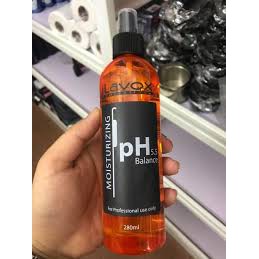 Lavox
MOISTURIZING
pH 5.5
Balance
for Professional use only
280ml